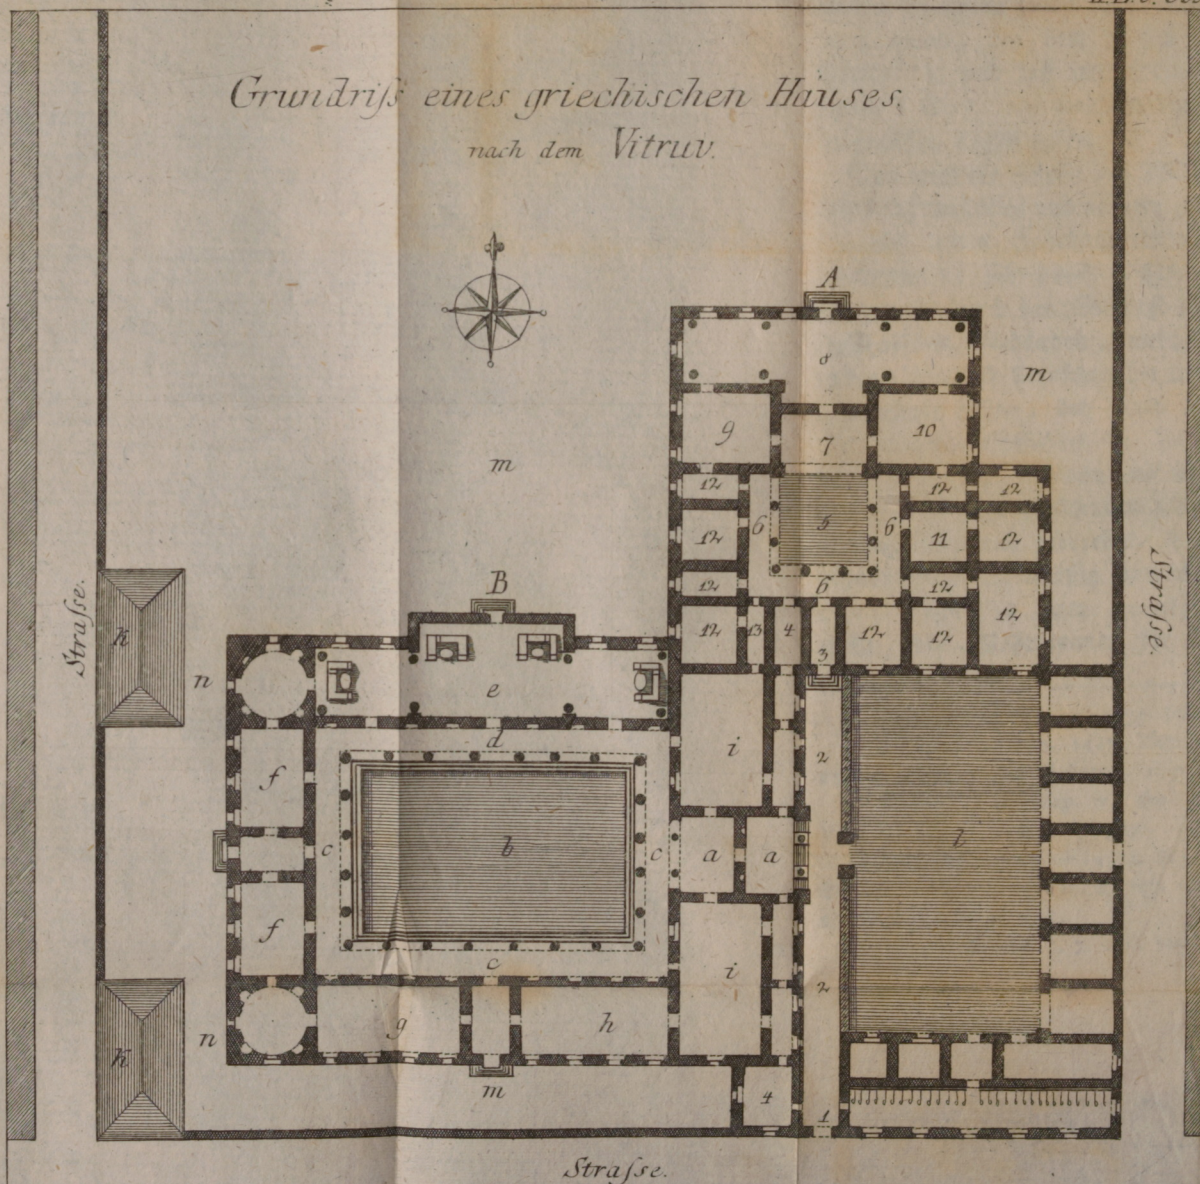 Grundriſs eines griechischen Hauses.
nach dem Vitruv.
A
8
m
9
7
10
m
12
12
12
6
5
6
12
11
12
12
6
12
12
B
12
13
4
3
12
12
Straſse.
Straſse.
k
n
e
d
i
2
f
c
b
c
a
a
l
f
c
i
2
k
n
g
h
m
4
1
Straſse.